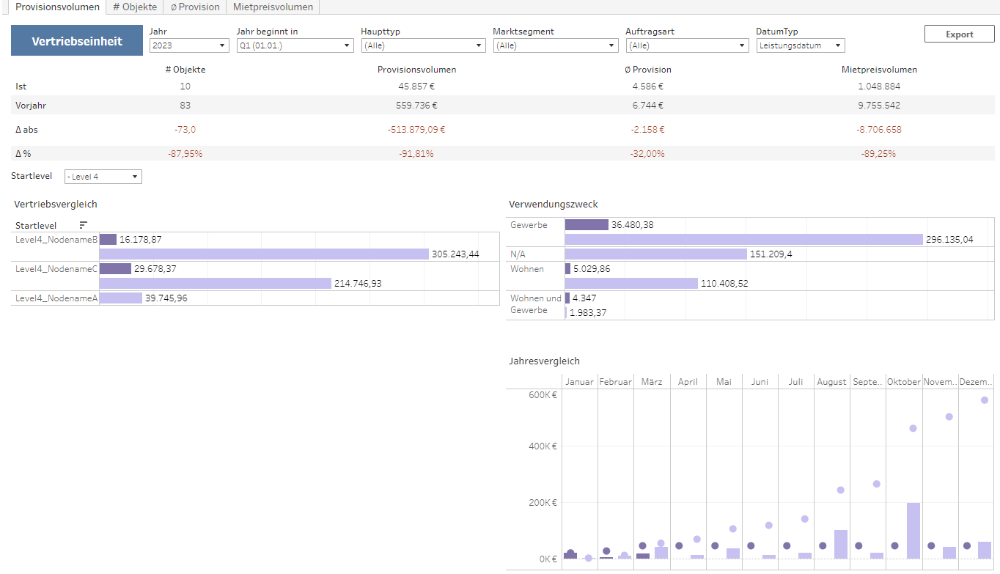 Provisionsvolumen # Objekte ∅ Provision Mietpreisvolumen
Vertriebseinheit
Jahr Jahr beginnt in Haupttyp Marktsegment Auftragsart DatumTyp
2023 Q1 (01.01.) (Alle) (Alle) (Alle) Leistungsdatum
Export
# Objekte Provisionsvolumen ∅ Provision Mietpreisvolumen
Ist 10 45.857 € 4.586 € 1.048.884
Vorjahr 83 559.736 € 6.744 € 9.755.542
Δ abs -73,0 -513.879,09 € -2.158 € -8.706.658
Δ % -87,95% -91,81% -32,00% -89,25%
Startlevel - Level 4
Vertriebsvergleich
Startlevel
Level4_NodenameB 16.178,87
305.243,44
Level4_NodenameC 29.678,37
214.746,93
Level4_NodenameA 39.745,96
Verwendungszweck
Gewerbe 36.480,38
296.135,04
N/A 151.209,4
Wohnen 5.029,86
110.408,52
Wohnen und 4.347
Gewerbe 1.983,37
Jahresvergleich
Januar Februar März April Mai Juni Juli August Septe.. Oktober Novem.. Dezem..
600K €
400K €
200K €
0K €